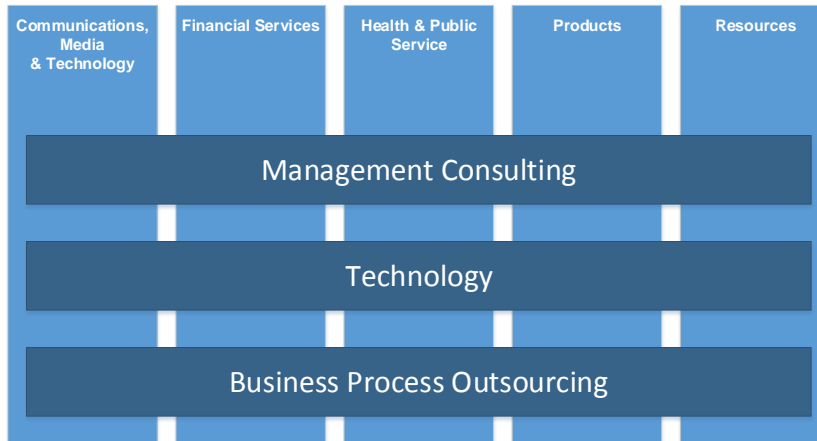 Communications,
Media
& Technology
Financial Services
Health & Public
Service
Products
Resources
Management Consulting
Technology
Business Process Outsourcing